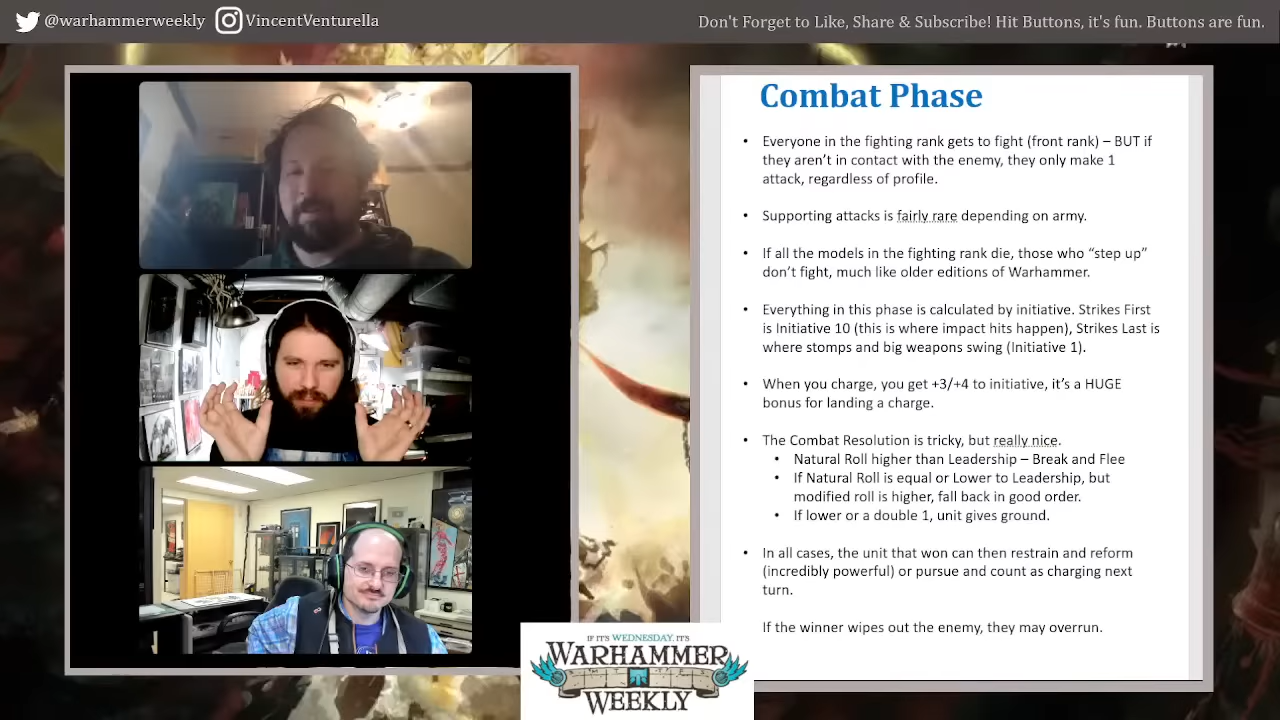 @warhammerweekly VincentVenturella
Don't Forget to Like, Share & Subscribe! Hit Buttons, it's fun. Buttons are fun.
Combat Phase
• Everyone in the fighting rank gets to fight (front rank) – BUT if
they aren't in contact with the enemy, they only make 1
attack, regardless of profile.
• Supporting attacks is fairly rare depending on army.
• If all the models in the fighting rank die, those who “step up”
don't fight, much like older editions of Warhammer.
• Everything in this phase is calculated by initiative. Strikes First
is Initiative 10 (this is where impact hits happen), Strikes Last is
where stomps and big weapons swing (Initiative 1).
• When you charge, you get +3/+4 to initiative, it's a HUGE
bonus for landing a charge.
• The Combat Resolution is tricky, but really nice.
• Natural Roll higher than Leadership – Break and Flee
• If Natural Roll is equal or Lower to Leadership, but
modified roll is higher, fall back in good order.
• If lower or a double 1, unit gives ground.
• In all cases, the unit that won can then restrain and reform
(incredibly powerful) or pursue and count as charging next
turn.
If the winner wipes out the enemy, they may overrun.
IF IT'S WEDNESDAY, IT'S
WARHAMMER
WEEKLY